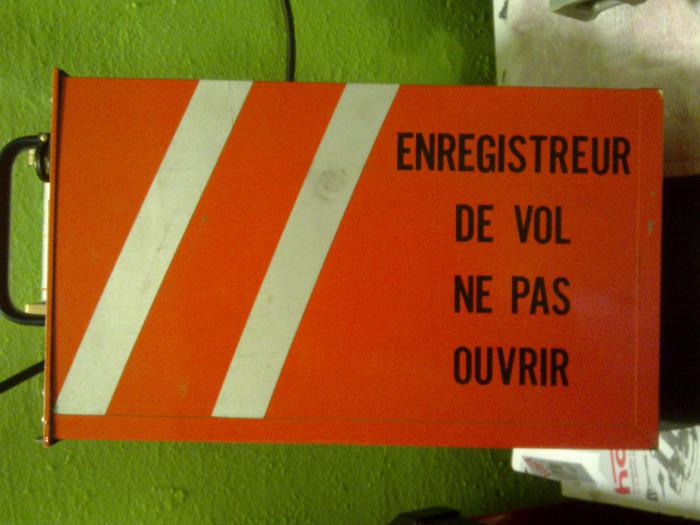 ENREGISTREUR
DE VOL
NE PAS
OUVRIR